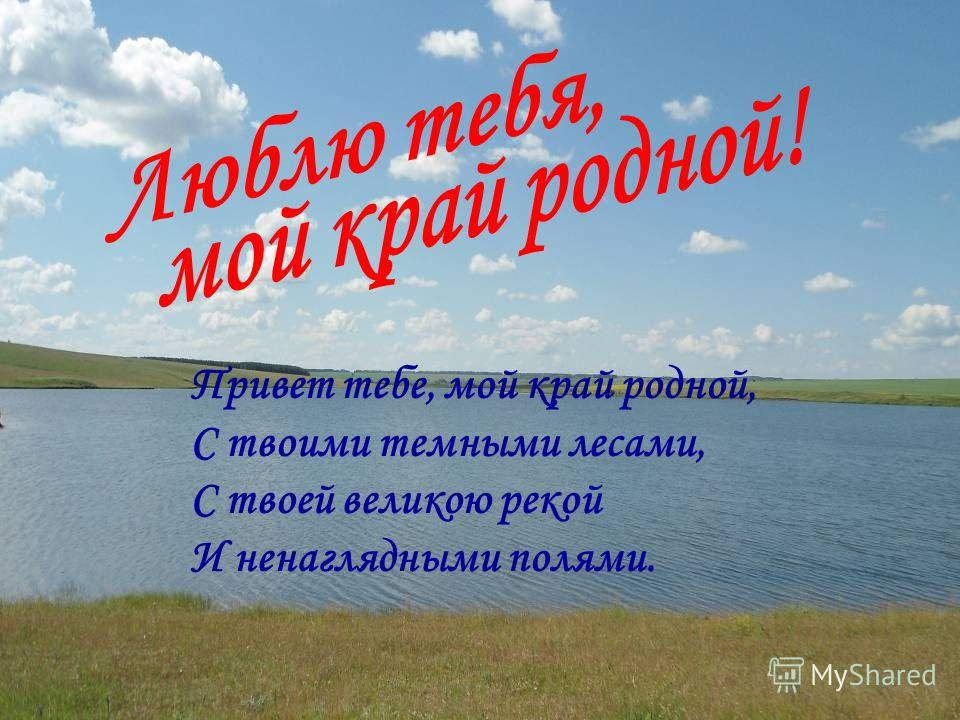 Люблю тебя,
мой край родной!
Привет тебе, мой край родной,
С твоими темными лесами,
С твоей великою рекой
И ненаглядными полями.
MyShared